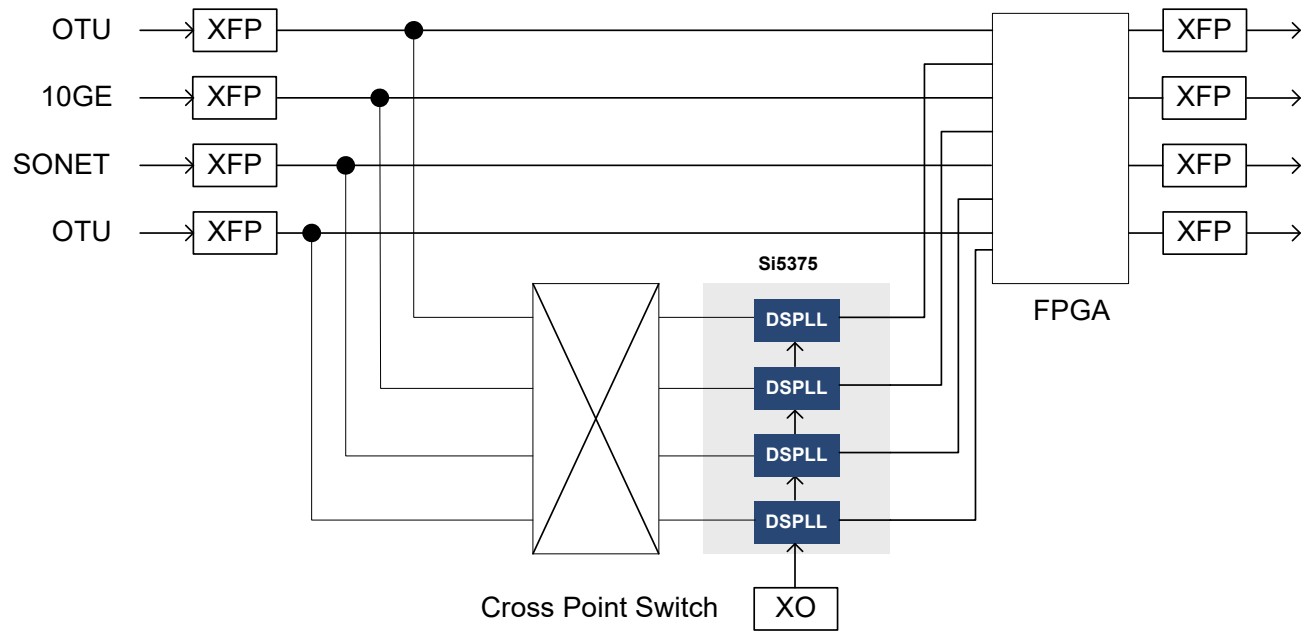 OTU
XFP
XFP
10GE
XFP
XFP
SONET
XFP
XFP
OTU
XFP
XFP
Si5375
FPGA
DSPLL
DSPLL
DSPLL
DSPLL
Cross Point Switch
XO